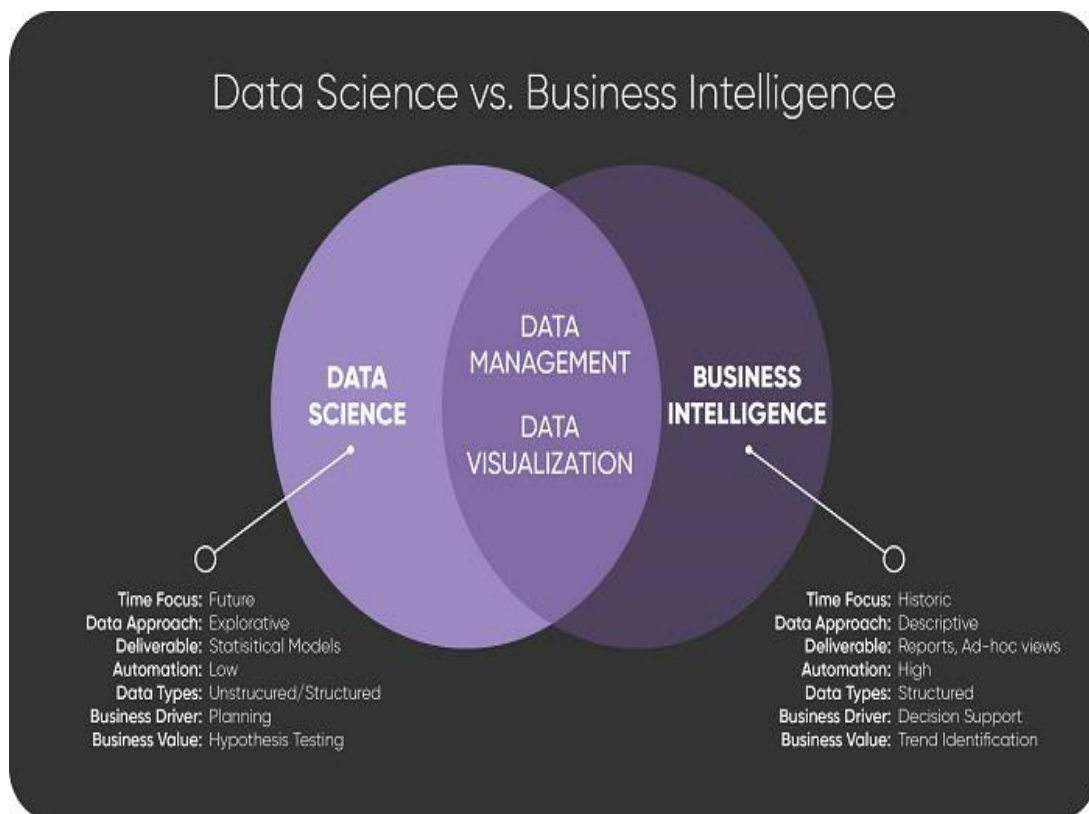 Data Science vs. Business Intelligence
DATA
MANAGEMENT
DATA
VISUALIZATION
DATA
SCIENCE
BUSINESS
INTELLIGENCE
Time Focus: Future
Data Approach: Explorative
Deliverable: Statisitical Models
Automation: Low
Data Types: Unstrucured/Structured
Business Driver: Planning
Business Value: Hypothesis Testing
Time Focus: Historic
Data Approach: Descriptive
Deliverable: Reports, Ad-hoc views
Automation: High
Data Types: Structured
Business Driver: Decision Support
Business Value: Trend Identification